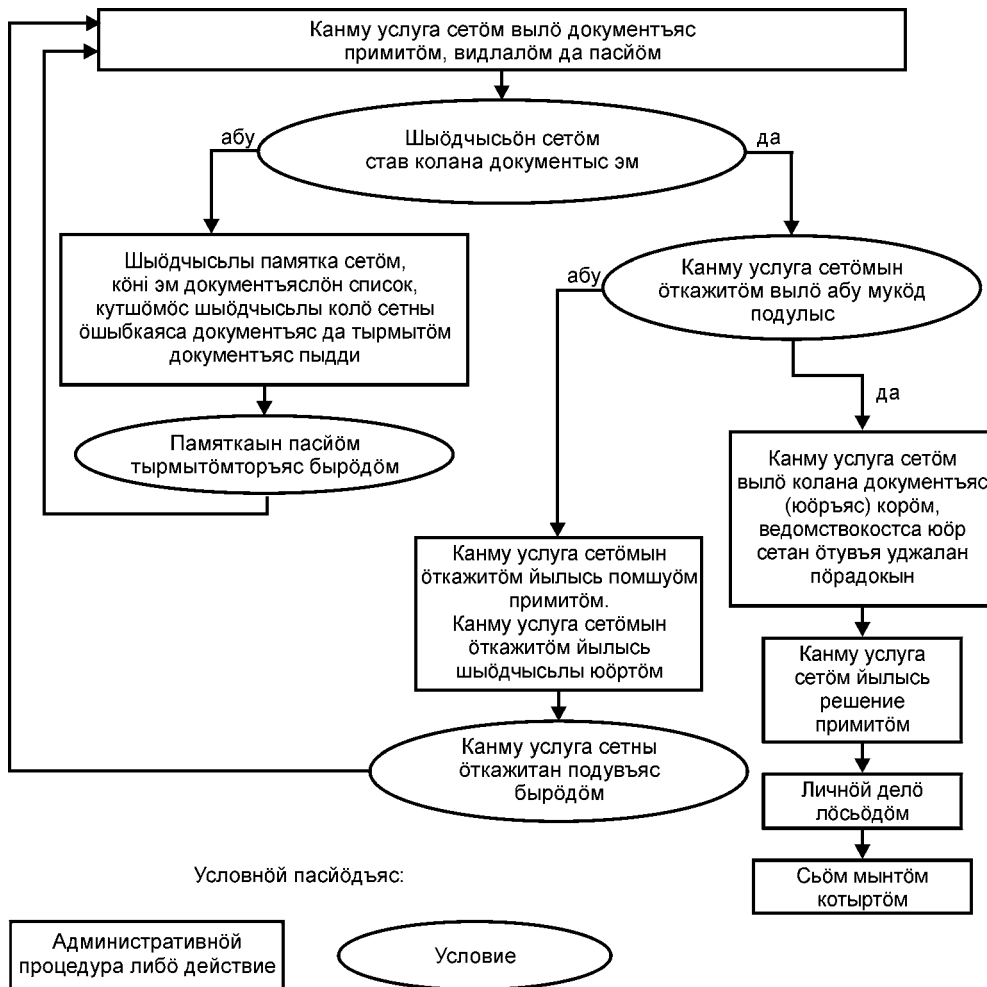 Канму услуга сетӧм вылӧ документъяс
примитӧм, видлалӧм да пасйӧм
Шыӧдчысьӧн сетӧм
став колана документыс эм
абу
да
Шыӧдчысьлы памятка сетӧм,
кӧні эм документъяслӧн список,
кутшӧмӧс шыӧдчысьлы колӧ сетны
ӧшыбкаяса документъяс да тырмытӧм
документъяс пыдди
Канму услуга сетӧмын
ӧткажитӧм вылӧ абу мукӧд
подулыс
абу
да
Памяткаын пасйӧм
тырмытӧмторъяс бырӧдӧм
Канму услуга сетӧм
вылӧ колана документъяс
(юӧръяс) корӧм,
ведомствокостса юӧр
сетан ӧтувъя уджалан
пӧрадокын
Канму услуга сетӧмын
ӧткажитӧм йылысь помшуӧм
примитӧм.
Канму услуга сетӧмын
ӧткажитӧм йылысь
шыӧдчысьлы юӧртӧм
Канму услуга
сетӧм йылысь
решение
примитӧм
Канму услуга сетны
ӧткажитан подувъяс
бырӧдӧм
Личнӧй делӧ
лӧсьӧдӧм
Сьӧм мынтӧм
котыртӧм
Условнӧй пасйӧдъяс:
Административнӧй
процедура либӧ действие
Условие